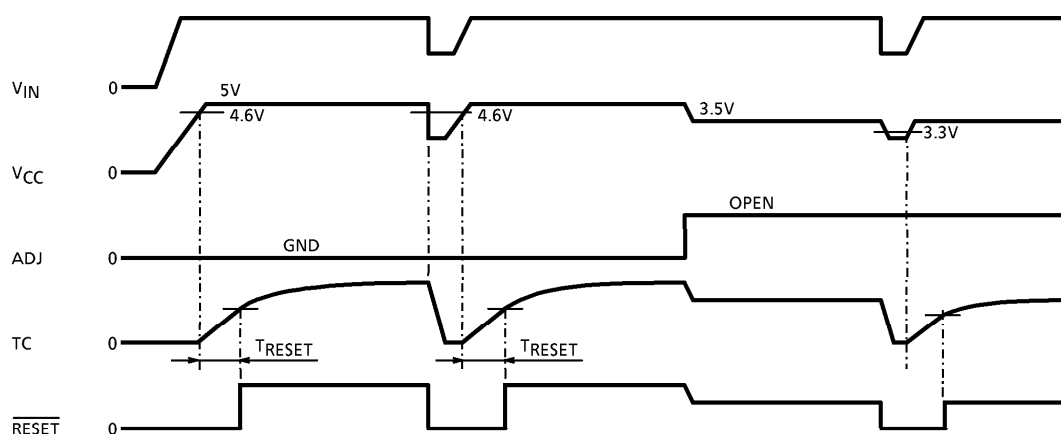 VIN 0
5V
4.6V 4.6V 3.5V 3.3V
VCC 0
OPEN
GND
ADJ 0
TC 0
TRESET TRESET
RESET 0